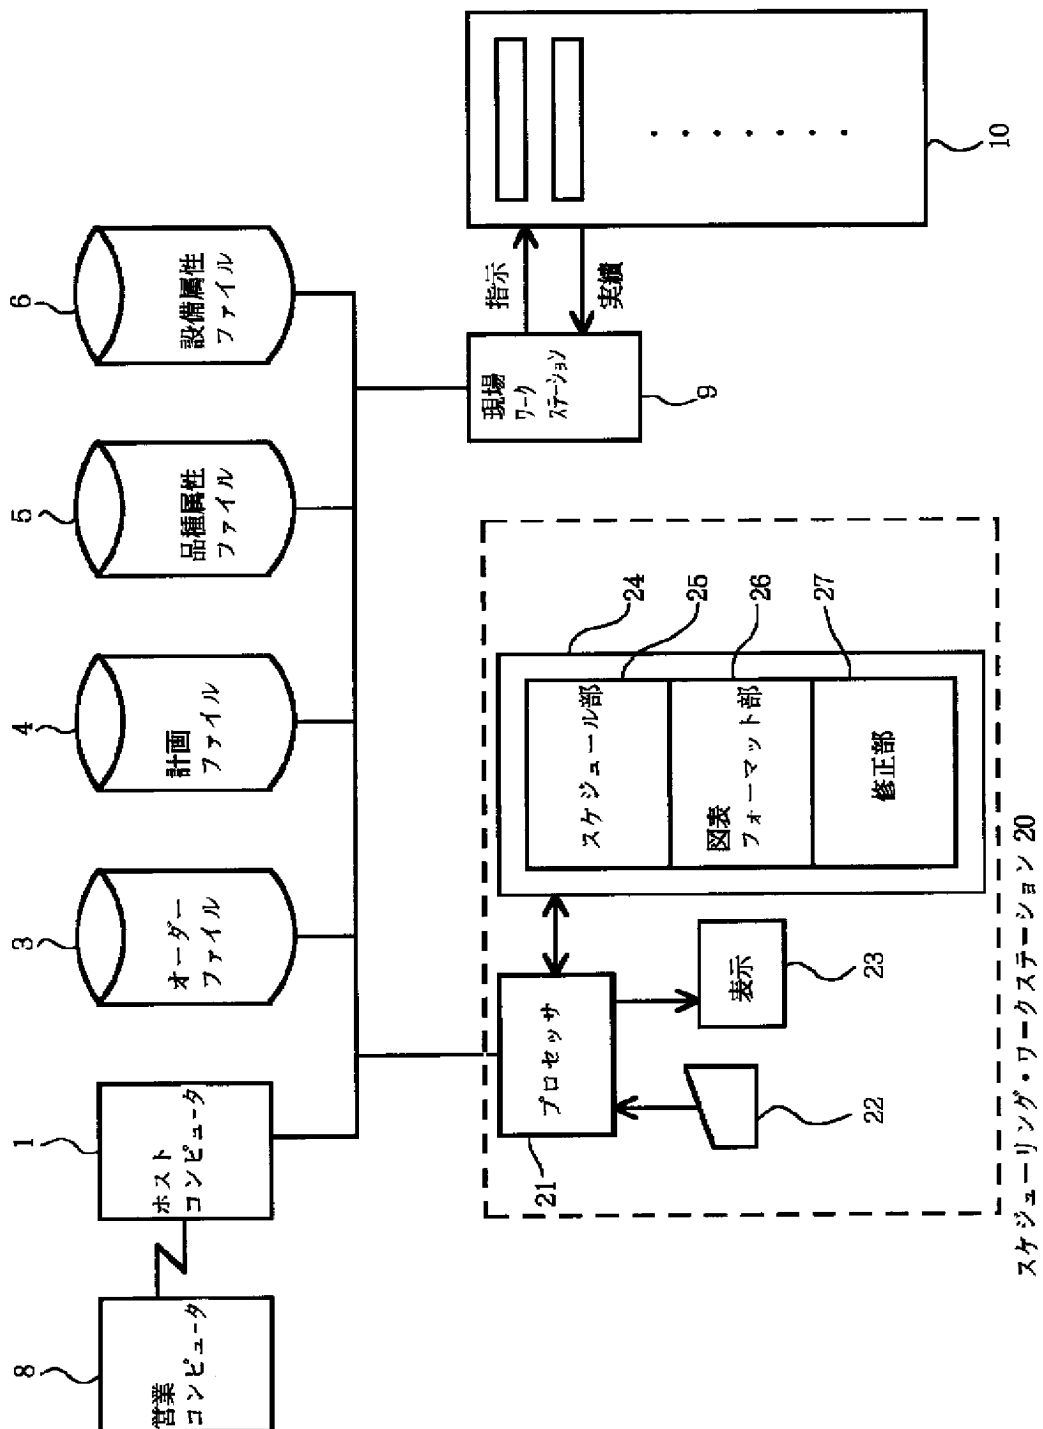 8
営業
コンピュータ
1
ホスト
コンピュータ
3
オーダー
ファイル
4
計画
ファイル
5
品種属性
ファイル
6
設備属性
ファイル
21
プロセッサ
22
表示
23
スケジュール部
図表
フォーマット部
修正部
24
25
26
27
スケジューリング・ワークステーション 20
現場
ワーク
ステーション
9
指示
実績
10